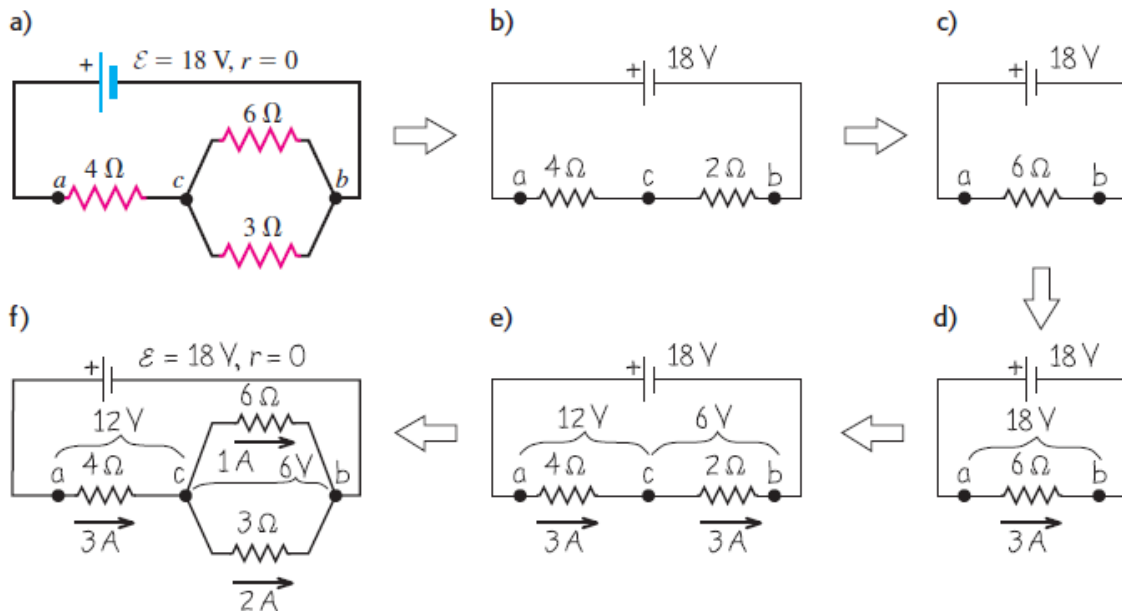 a)
+ ℰ = 18 V, r = 0
6 Ω
4 Ω
a c b
3 Ω
b)
+ 18 V
4 Ω 2 Ω
a c b
c)
+ 18 V
6 Ω
a b
d)
+ 18 V
18 V
a 6 Ω b
3 A
e)
+ 18 V
12 V 6 V
a 4 Ω c 2 Ω b
3 A 3 A
f)
+ ℰ = 18 V, r = 0
6 Ω
12 V
1 A
a 4 Ω c 6 V b
3 A
3 Ω
2 A